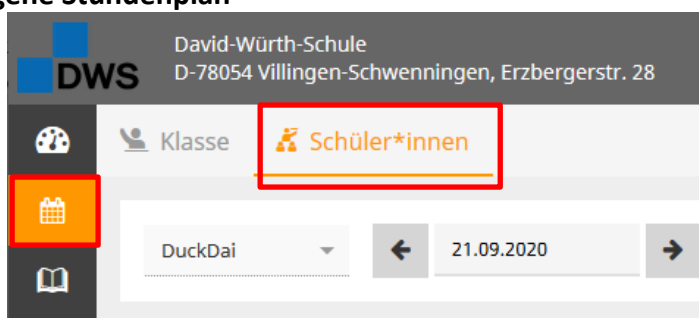 gene Stundenplan
DWS
David-Würth-Schule
D-78054 Villingen-Schwenningen, Erzbergerstr. 28
Klasse
Schüler*innen
DuckDai
21.09.2020